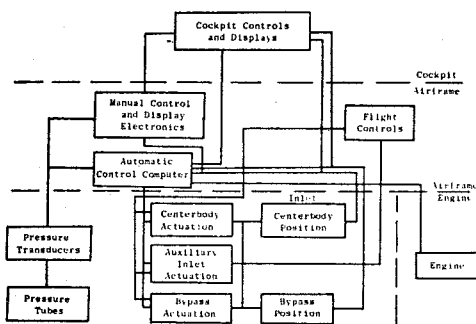 Cockpit Controls
and Displays
Cockpit
Airframe
Manual Control
and Display
Electronics
Flight
Controls
Automatic
Control Computer
Airframe
Engine
Inlet
Centerbody
Actuation
Centerbody
Position
Pressure
Transducers
Auxiliary
Inlet
Actuation
Engine
Pressure
Tubes
Bypass
Actuation
Bypass
Position